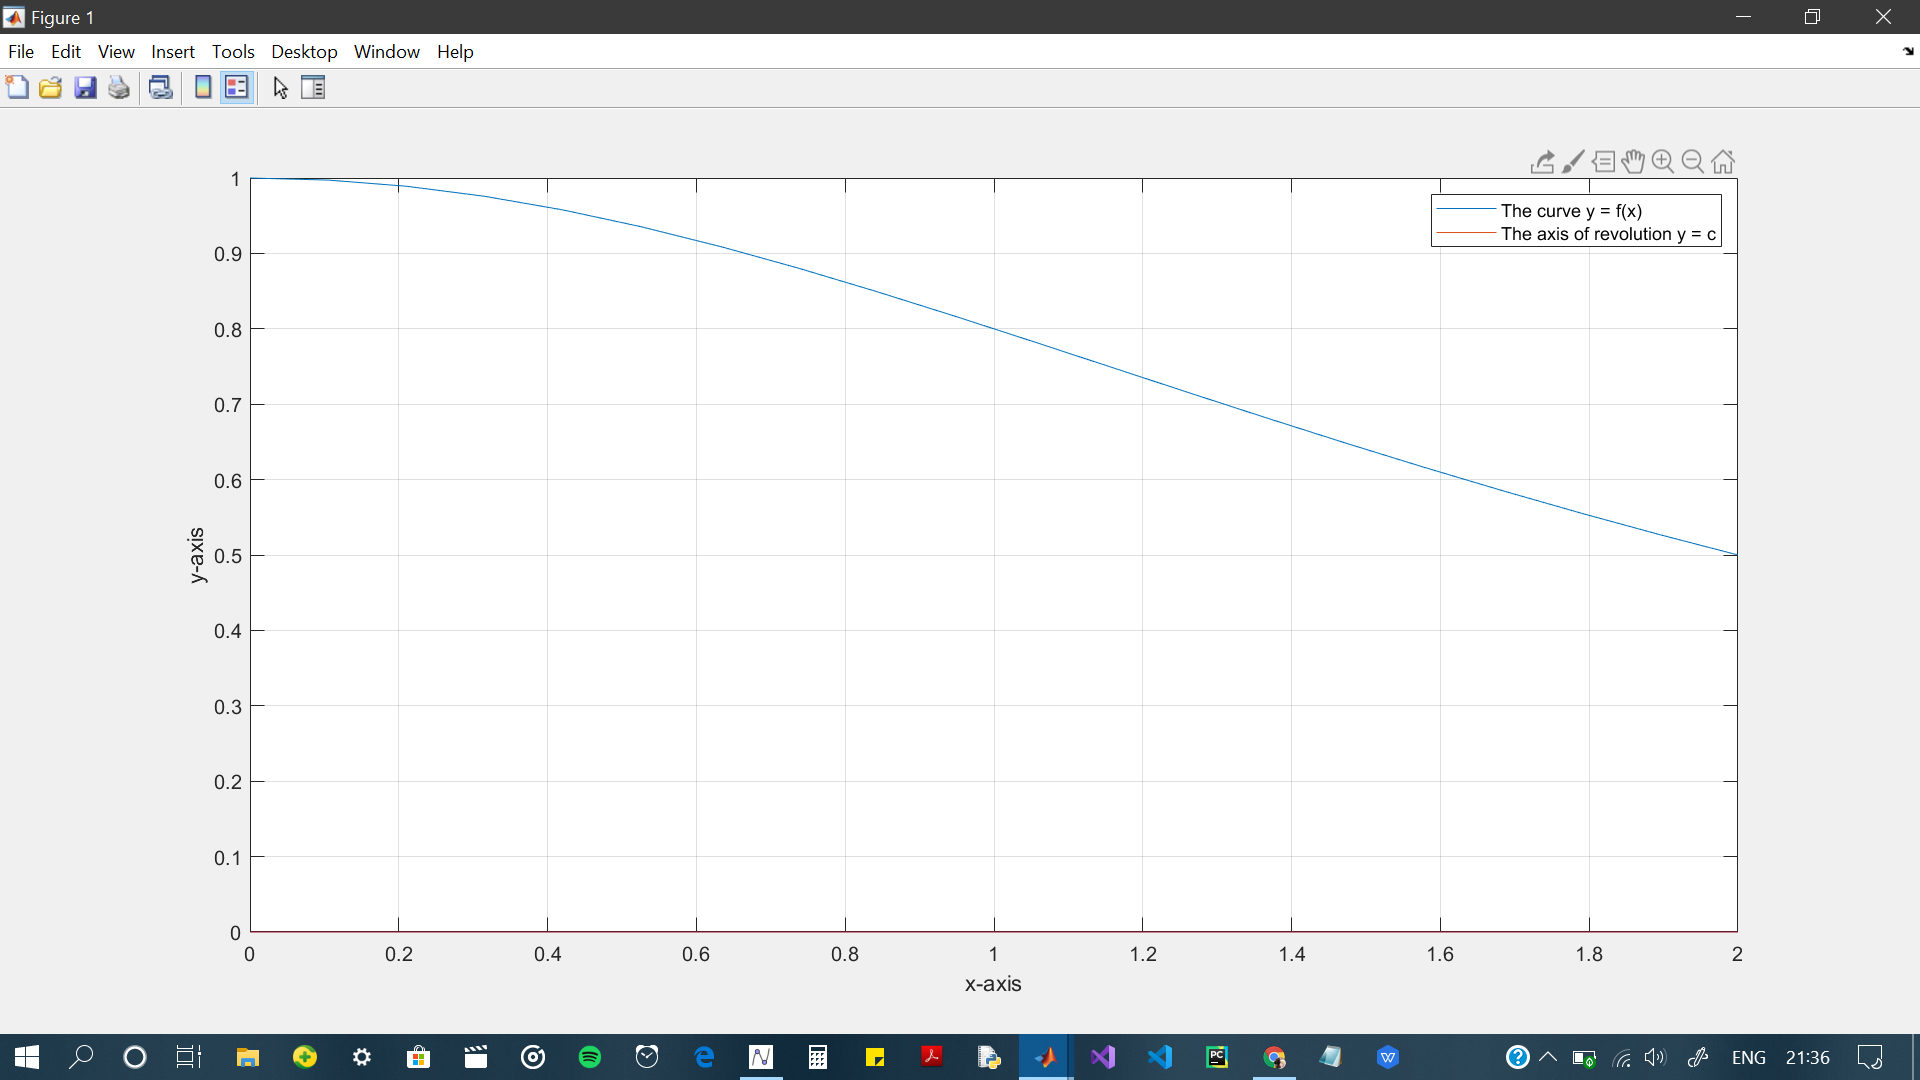 Figure 1
File Edit View Insert Tools Desktop Window Help
The curve y = f(x)
The axis of revolution y = c
1
0.9
0.8
0.7
0.6
0.5
0.4
0.3
0.2
0.1
0
y-axis
0 0.2 0.4 0.6 0.8 1 1.2 1.4 1.6 1.8 2
x-axis
PC
ENG 21:36